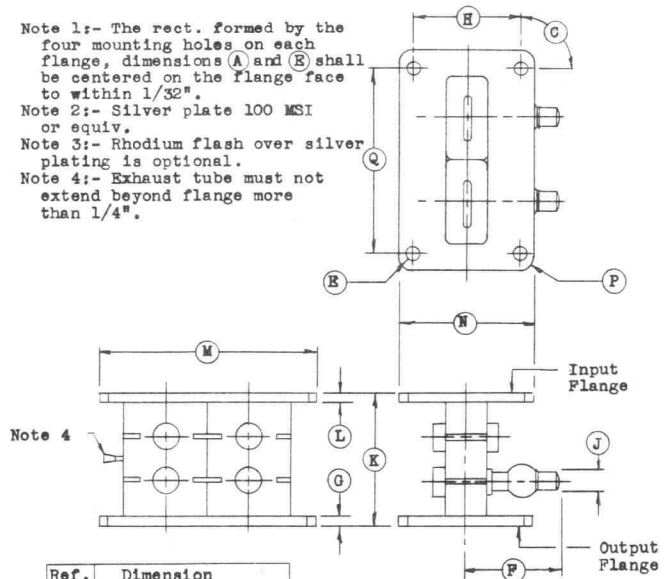 Note 1:- The rect. formed by the
four mounting holes on each
flange, dimensions (A) and (E) shall
be centered on the flange face
to within 1/32".
Note 2:- Silver plate 100 MSI
or equiv.
Note 3:- Rhodium flash over silver
plating is optional.
Note 4:- Exhaust tube must not
extend beyond flange more
than 1/4".
H
C
Q
E
P
N
M
Input
Flange
Note 4
L
K
J
G
F
Output
Flange
Ref. Dimension